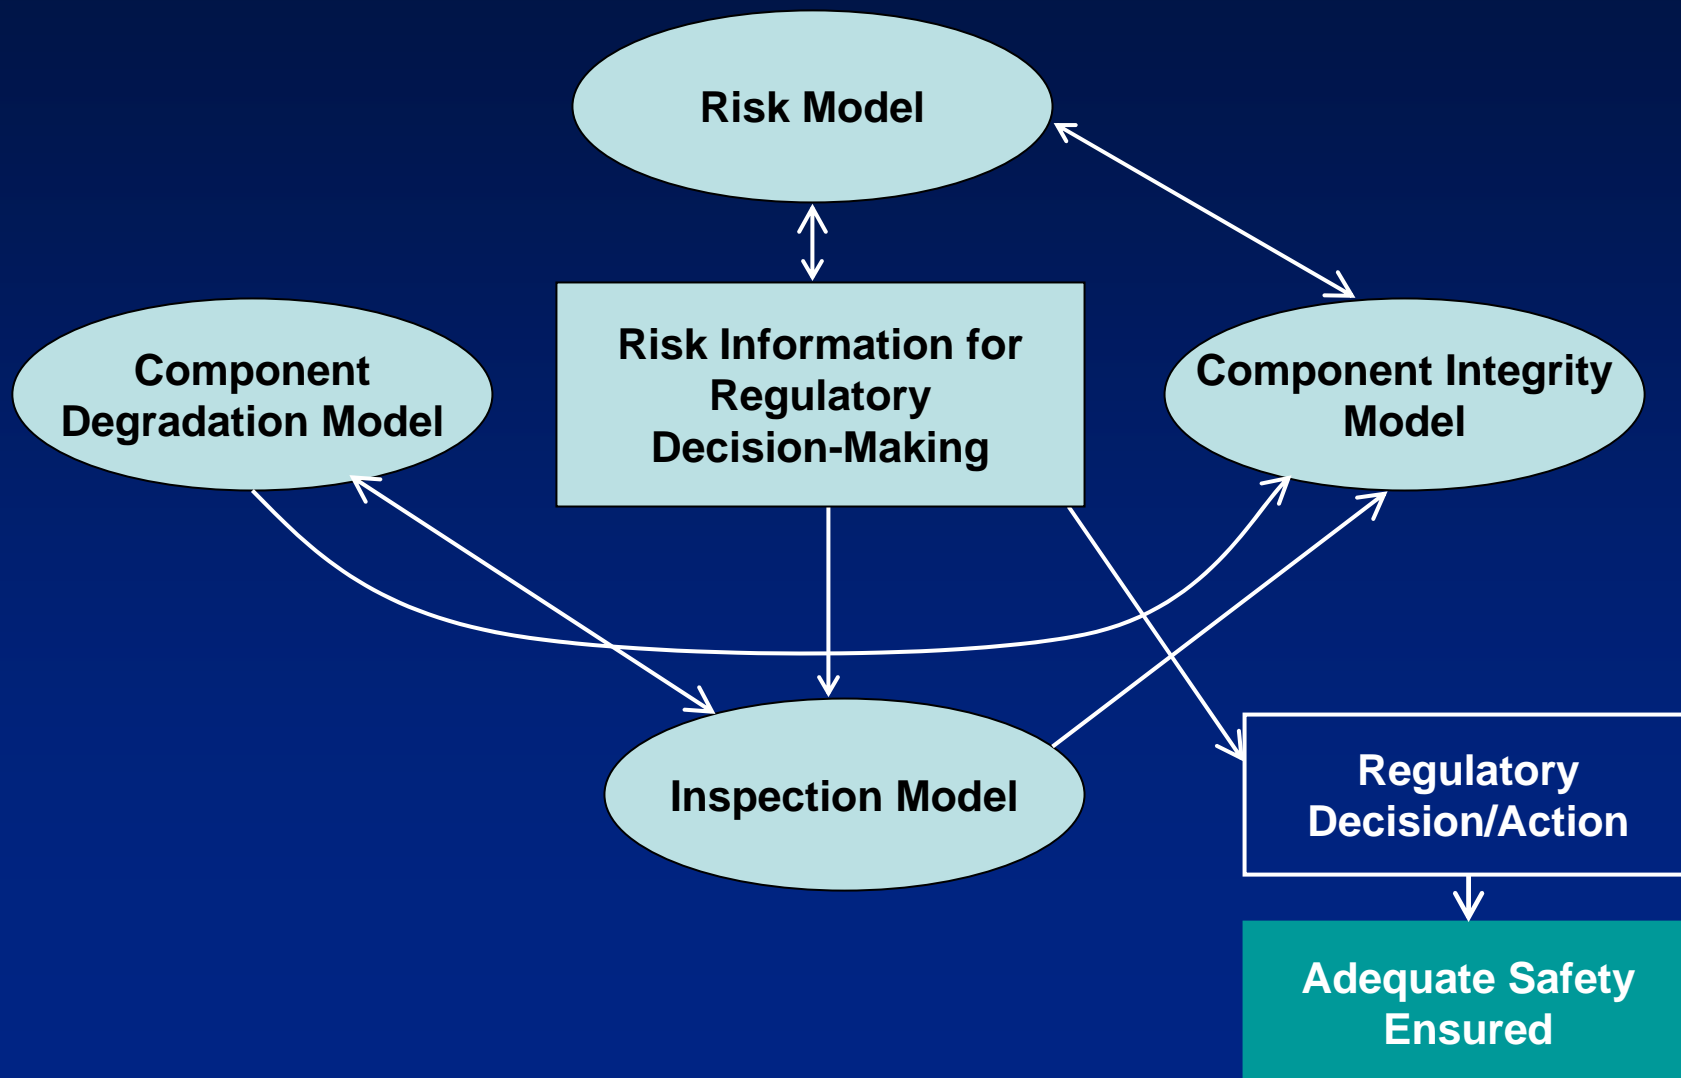 Risk Model
Risk Information for
Regulatory
Decision-Making
Component
Degradation Model
Component Integrity
Model
Inspection Model
Regulatory
Decision/Action
Adequate Safety
Ensured